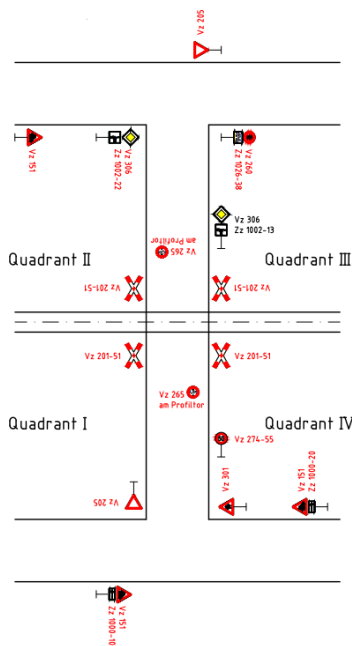 Vz 205
Vz 151
Zz 1002-22
Vz 306
Vz 260
Zz 1026-38
Vz 306
Zz 1002-13
Vz 265
am Profiltor
Quadrant II
Quadrant III
Vz 201-51
Vz 201-51
Vz 201-51
Vz 201-51
Vz 265
am Profiltor
Quadrant I
Quadrant IV
Vz 274-55
Vz 205
Vz 301
Vz 151
Zz 1000-20
Vz 151
Zz 1000-10